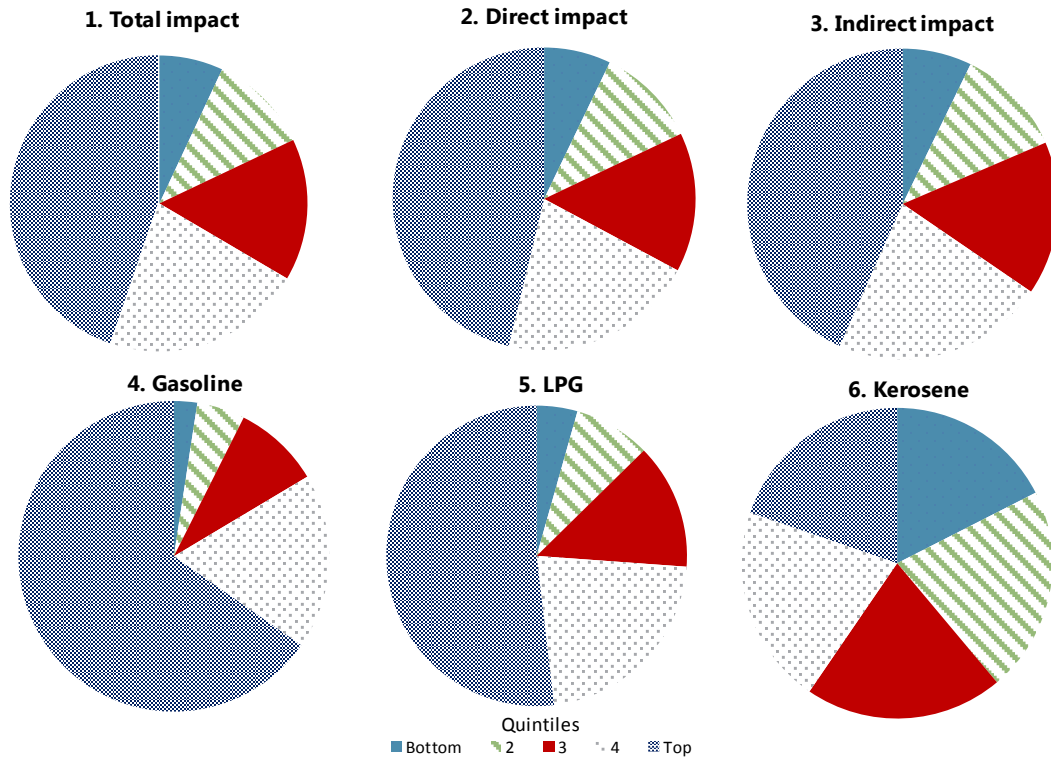 1. Total impact
2. Direct impact
3. Indirect impact
4. Gasoline
5. LPG
6. Kerosene
Quintiles
Bottom 2 3 4 Top